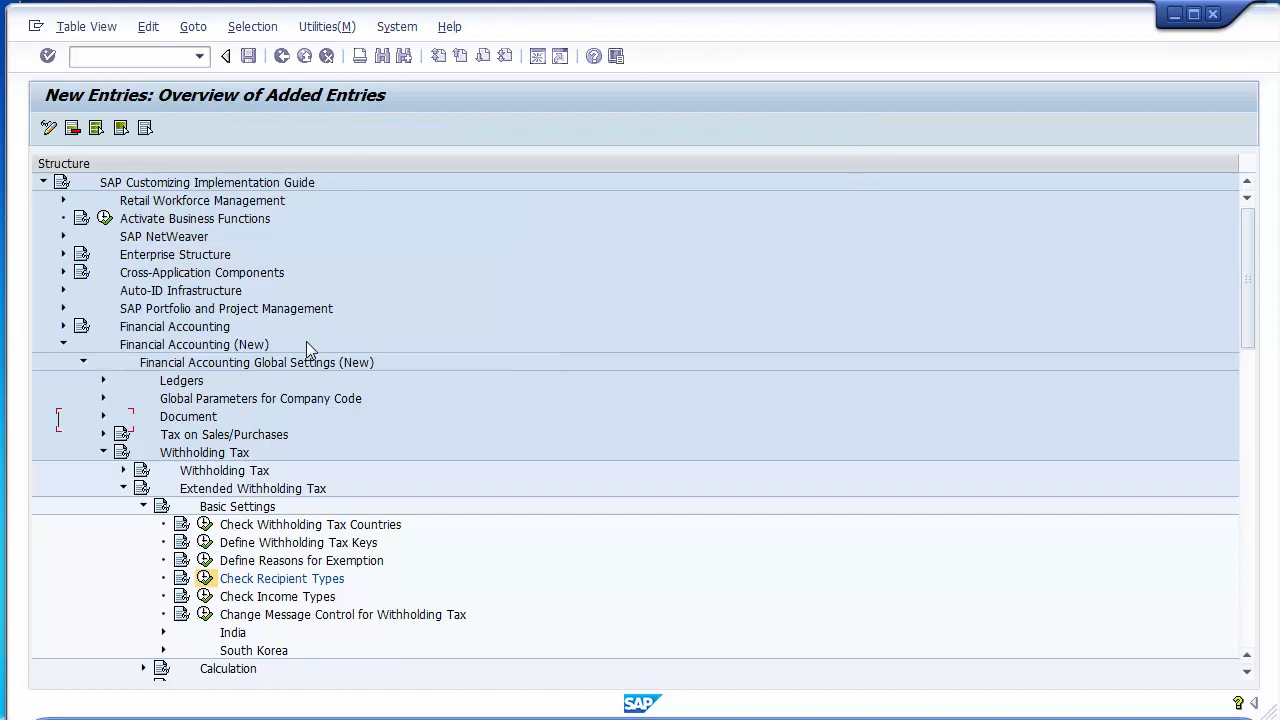 Table View Edit Goto Selection Utilities(M) System Help
New Entries: Overview of Added Entries
Structure
SAP Customizing Implementation Guide
Retail Workforce Management
Activate Business Functions
SAP NetWeaver
Enterprise Structure
Cross-Application Components
Auto-ID Infrastructure
SAP Portfolio and Project Management
Financial Accounting
Financial Accounting (New)
Financial Accounting Global Settings (New)
Ledgers
Global Parameters for Company Code
Document
Tax on Sales/Purchases
Withholding Tax
Withholding Tax
Extended Withholding Tax
Basic Settings
Check Withholding Tax Countries
Define Withholding Tax Keys
Define Reasons for Exemption
Check Recipient Types
Check Income Types
Change Message Control for Withholding Tax
India
South Korea
Calculation
SAP